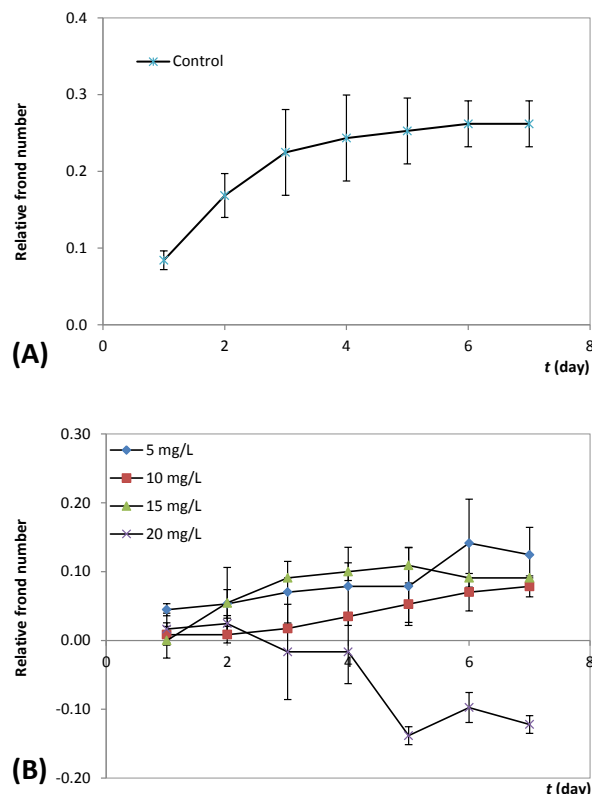 0.4
Control
0.3
Relative frond number
0.2
0.1
0.0
0 2 4 6 8
(A)
t (day)
0.30
5 mg/L
10 mg/L
0.20
15 mg/L
20 mg/L
Relative frond number
0.10
0.00
0 2 4 6 8
-0.10
(B)
-0.20
t (day)